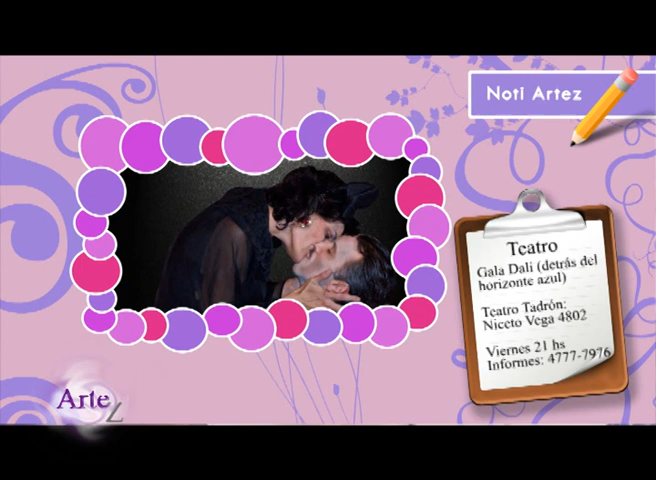 Noti Artez
Teatro
Gala Dali (detrás del
horizonte azul)
Teatro Tadrón:
Niceto Vega 4802
Viernes 21 hs
Informes: 4777-7976
Arte Z